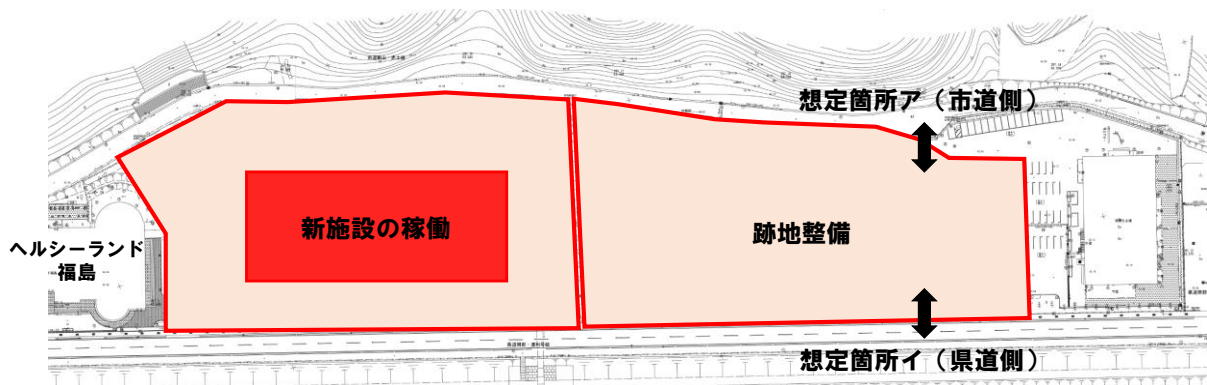 想定箇所ア（市道側）
新施設の稼働
跡地整備
ヘルシーランド
福島
想定箇所イ（県道側）